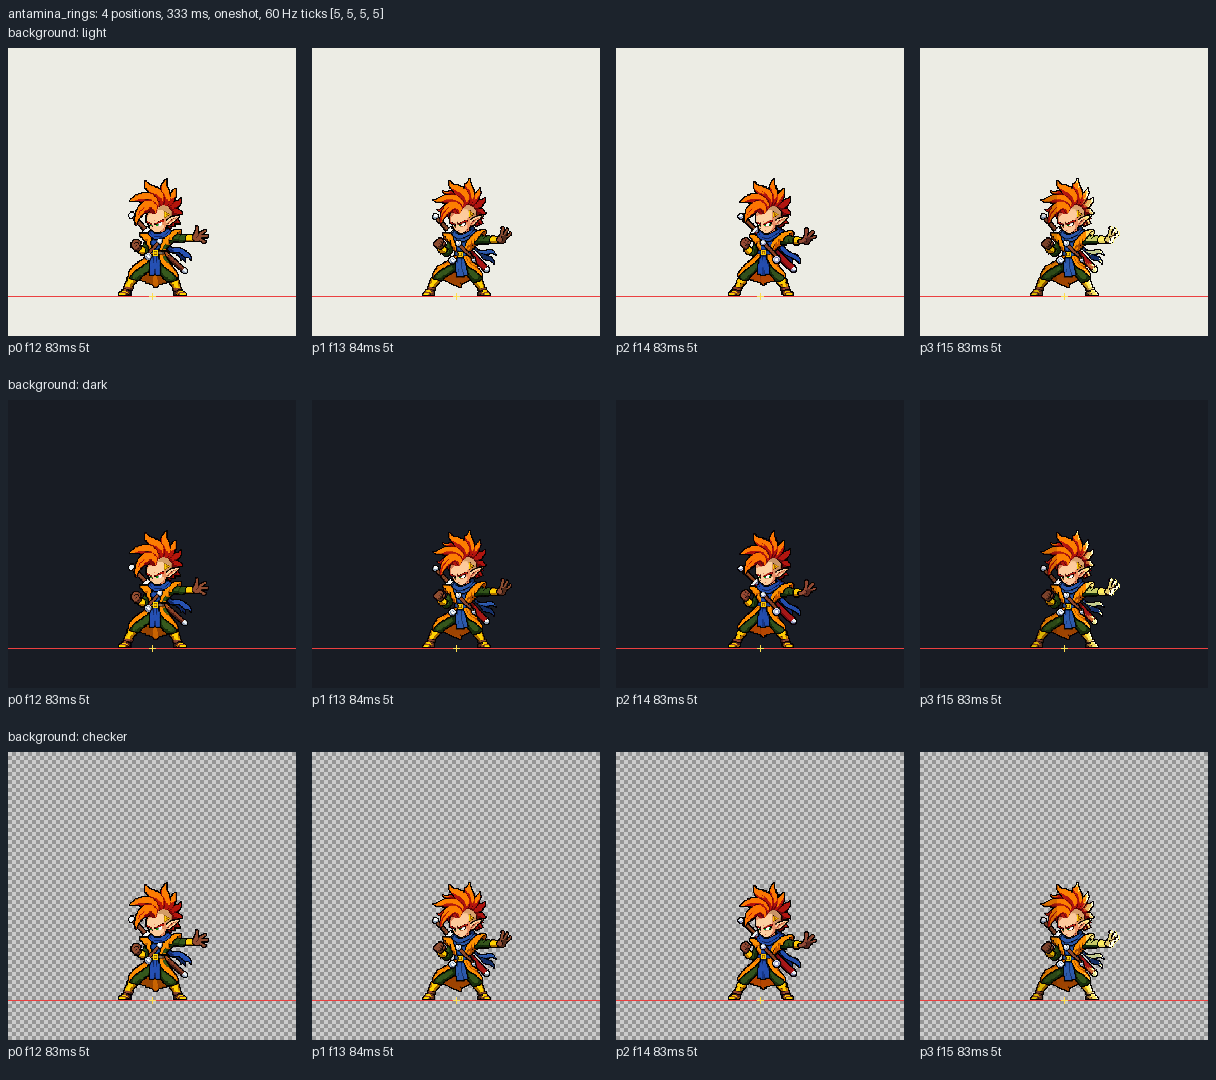 antamina_rings: 4 positions, 333 ms, oneshot, 60 Hz ticks [5, 5, 5, 5]
background: light
p0 f12 83ms 5t
p1 f13 84ms 5t
p2 f14 83ms 5t
p3 f15 83ms 5t
background: dark
p0 f12 83ms 5t
p1 f13 84ms 5t
p2 f14 83ms 5t
p3 f15 83ms 5t
background: checker
p0 f12 83ms 5t
p1 f13 84ms 5t
p2 f14 83ms 5t
p3 f15 83ms 5t